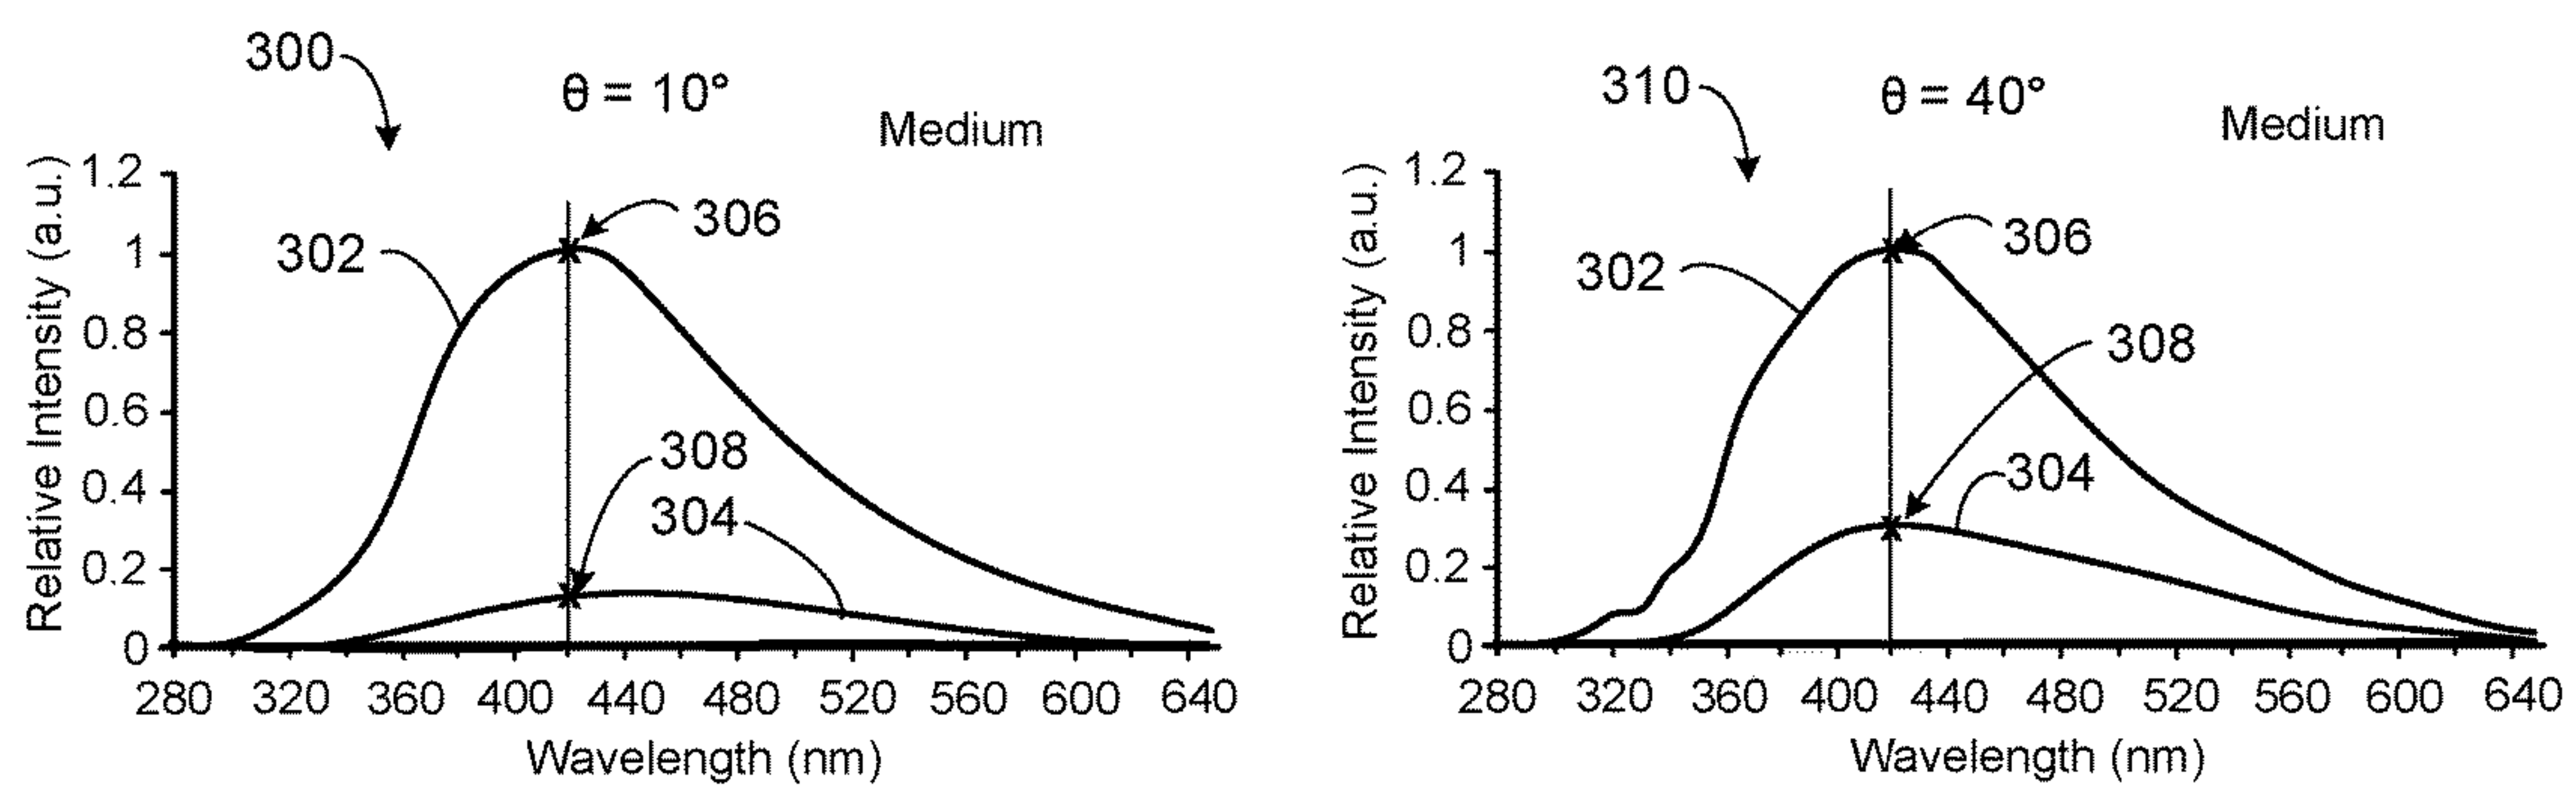 300
θ = 10°
Medium
Relative Intensity (a.u.)
1.2
1
0.8
0.6
0.4
0.2
0
302
306
308
304
280 320 360 400 440 480 520 560 600 640
Wavelength (nm)
310
θ = 40°
Medium
Relative Intensity (a.u.)
1.2
1
0.8
0.6
0.4
0.2
0
302
306
308
304
280 320 360 400 440 480 520 560 600 640
Wavelength (nm)